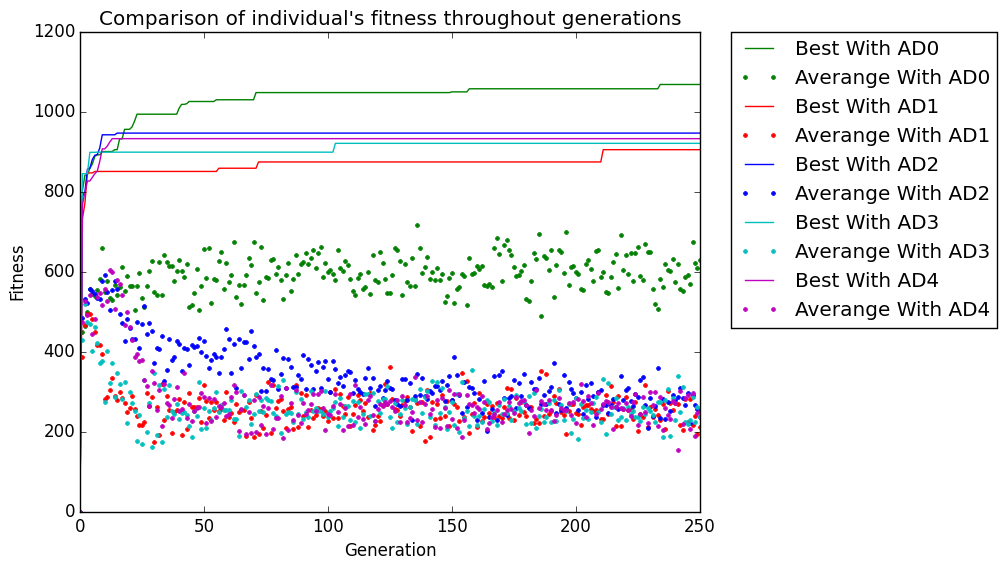 Comparison of individual's fitness throughout generations
1200
1000
800
600
400
200
0
Fitness
0 50 100 150 200 250
Generation
Best With AD0
Averange With AD0
Best With AD1
Averange With AD1
Best With AD2
Averange With AD2
Best With AD3
Averange With AD3
Best With AD4
Averange With AD4